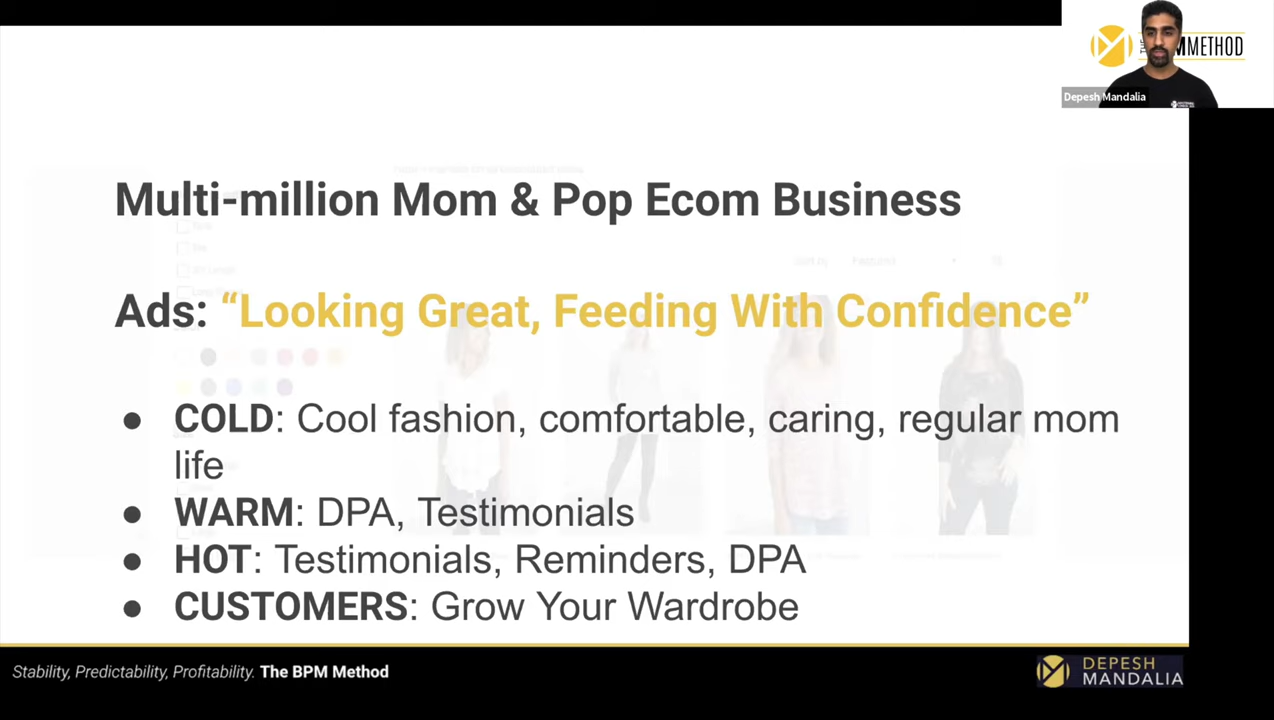 THE BPM METHOD
Depesh Mandalia
Multi-million Mom & Pop Ecom Business
Ads: “Looking Great, Feeding With Confidence”
● COLD: Cool fashion, comfortable, caring, regular mom
life
● WARM: DPA, Testimonials
● HOT: Testimonials, Reminders, DPA
● CUSTOMERS: Grow Your Wardrobe
Stability, Predictability, Profitability. The BPM Method
DEPESH
MANDALIA